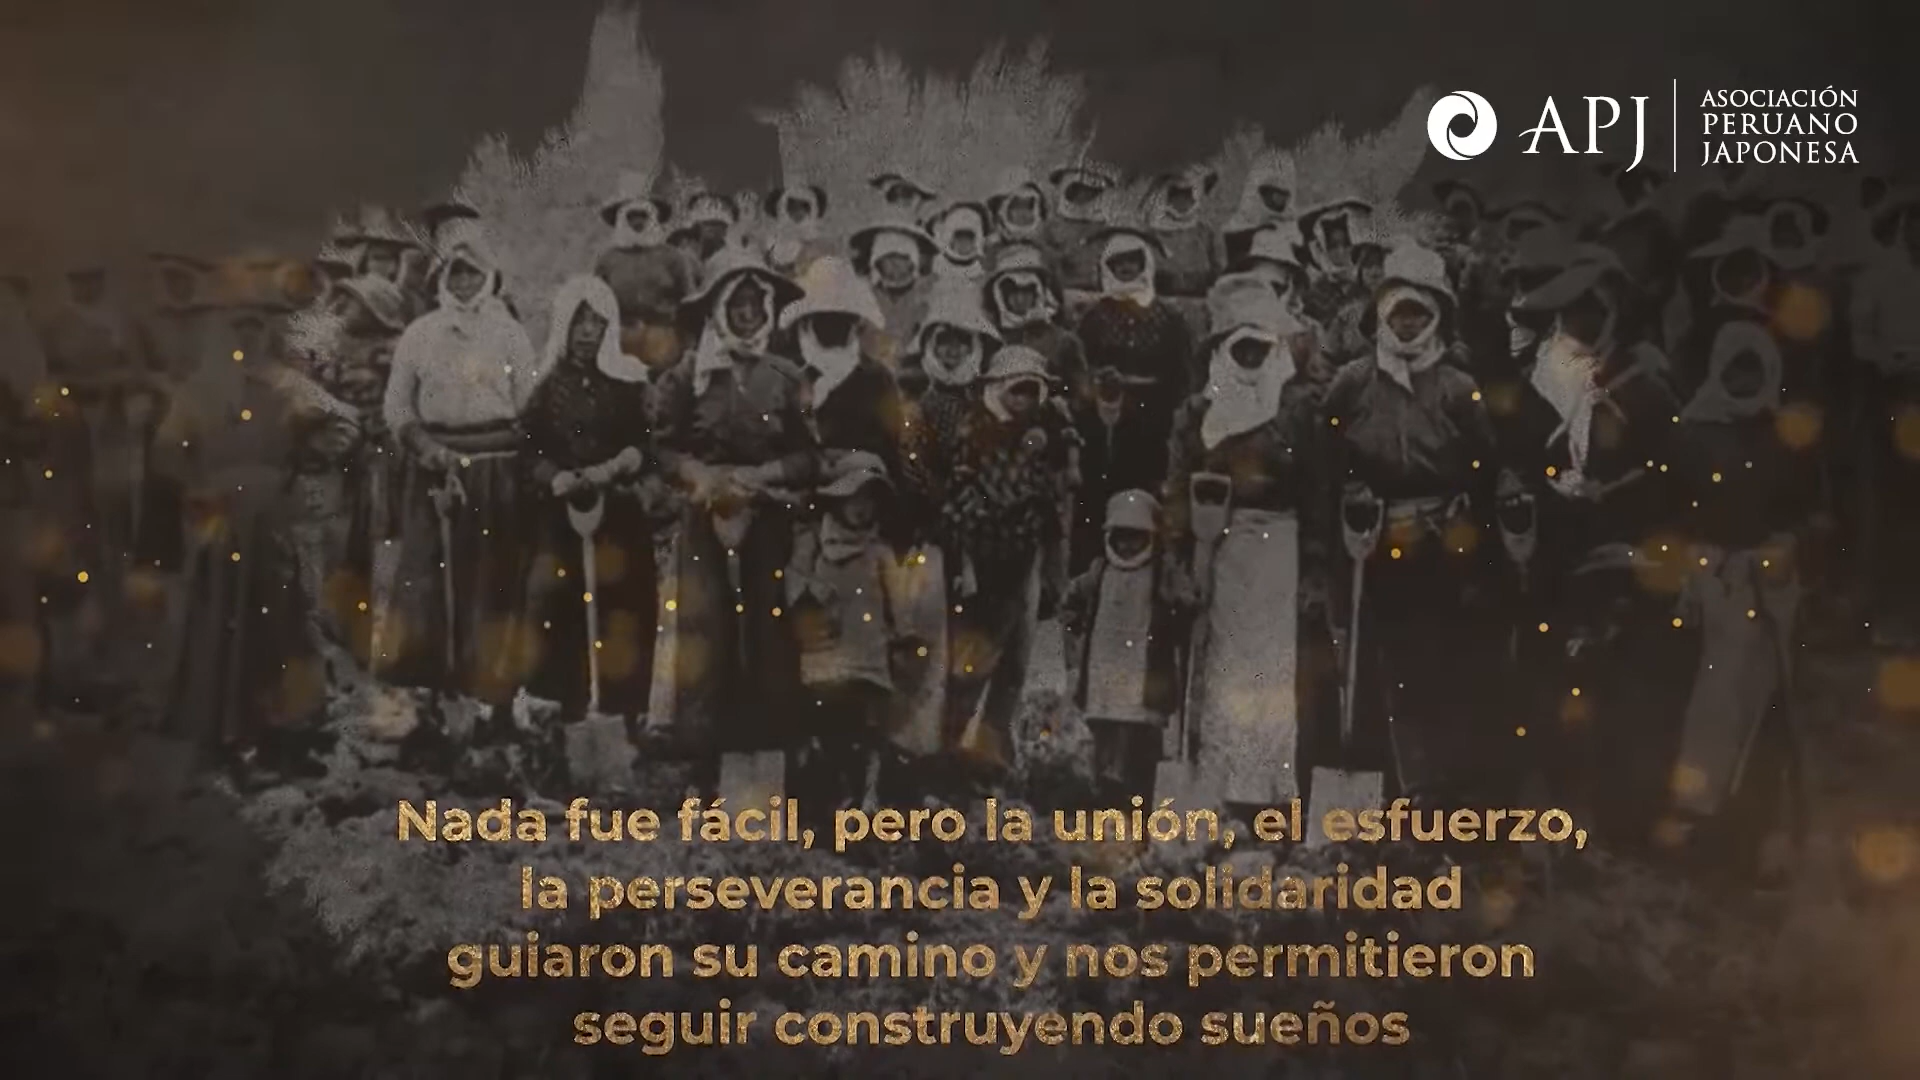 APJ
ASOCIACIÓN
PERUANO
JAPONESA
Nada fue fácil, pero la unión, el esfuerzo,
la perseverancia y la solidaridad
guiaron su camino y nos permitieron
seguir construyendo sueños